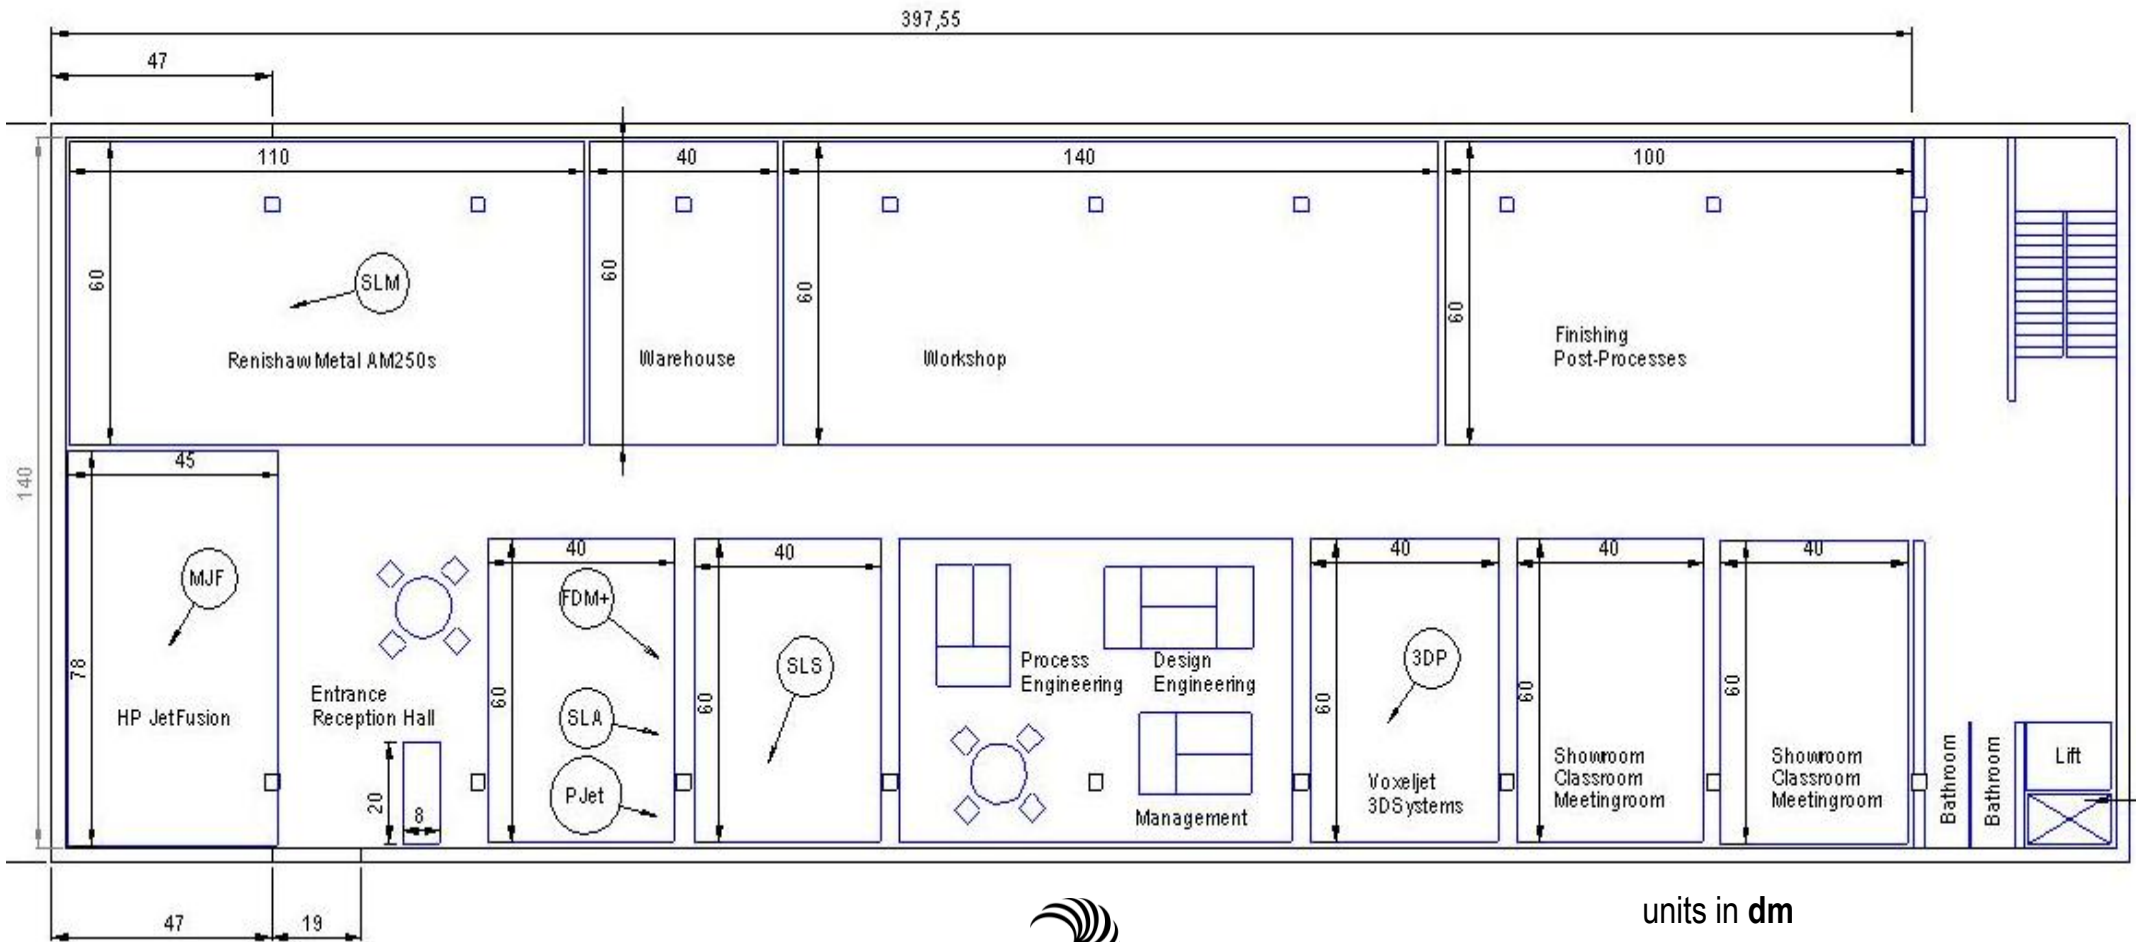 397,55
47
110
40
140
100
60
60
60
60
SLM
Renishaw Metal AM250s
Warehouse
Workshop
Finishing
Post-Processes
140
45
78
MJF
HP JetFusion
Entrance
Reception Hall
20
8
40
60
FDM+
SLA
PJet
40
60
SLS
Process
Engineering
Design
Engineering
Management
40
60
3DP
Voxeljet
3DSystems
40
60
Showroom
Classroom
Meetingroom
40
60
Showroom
Classroom
Meetingroom
Bathroom
Bathroom
Lift
47
19
units in dm